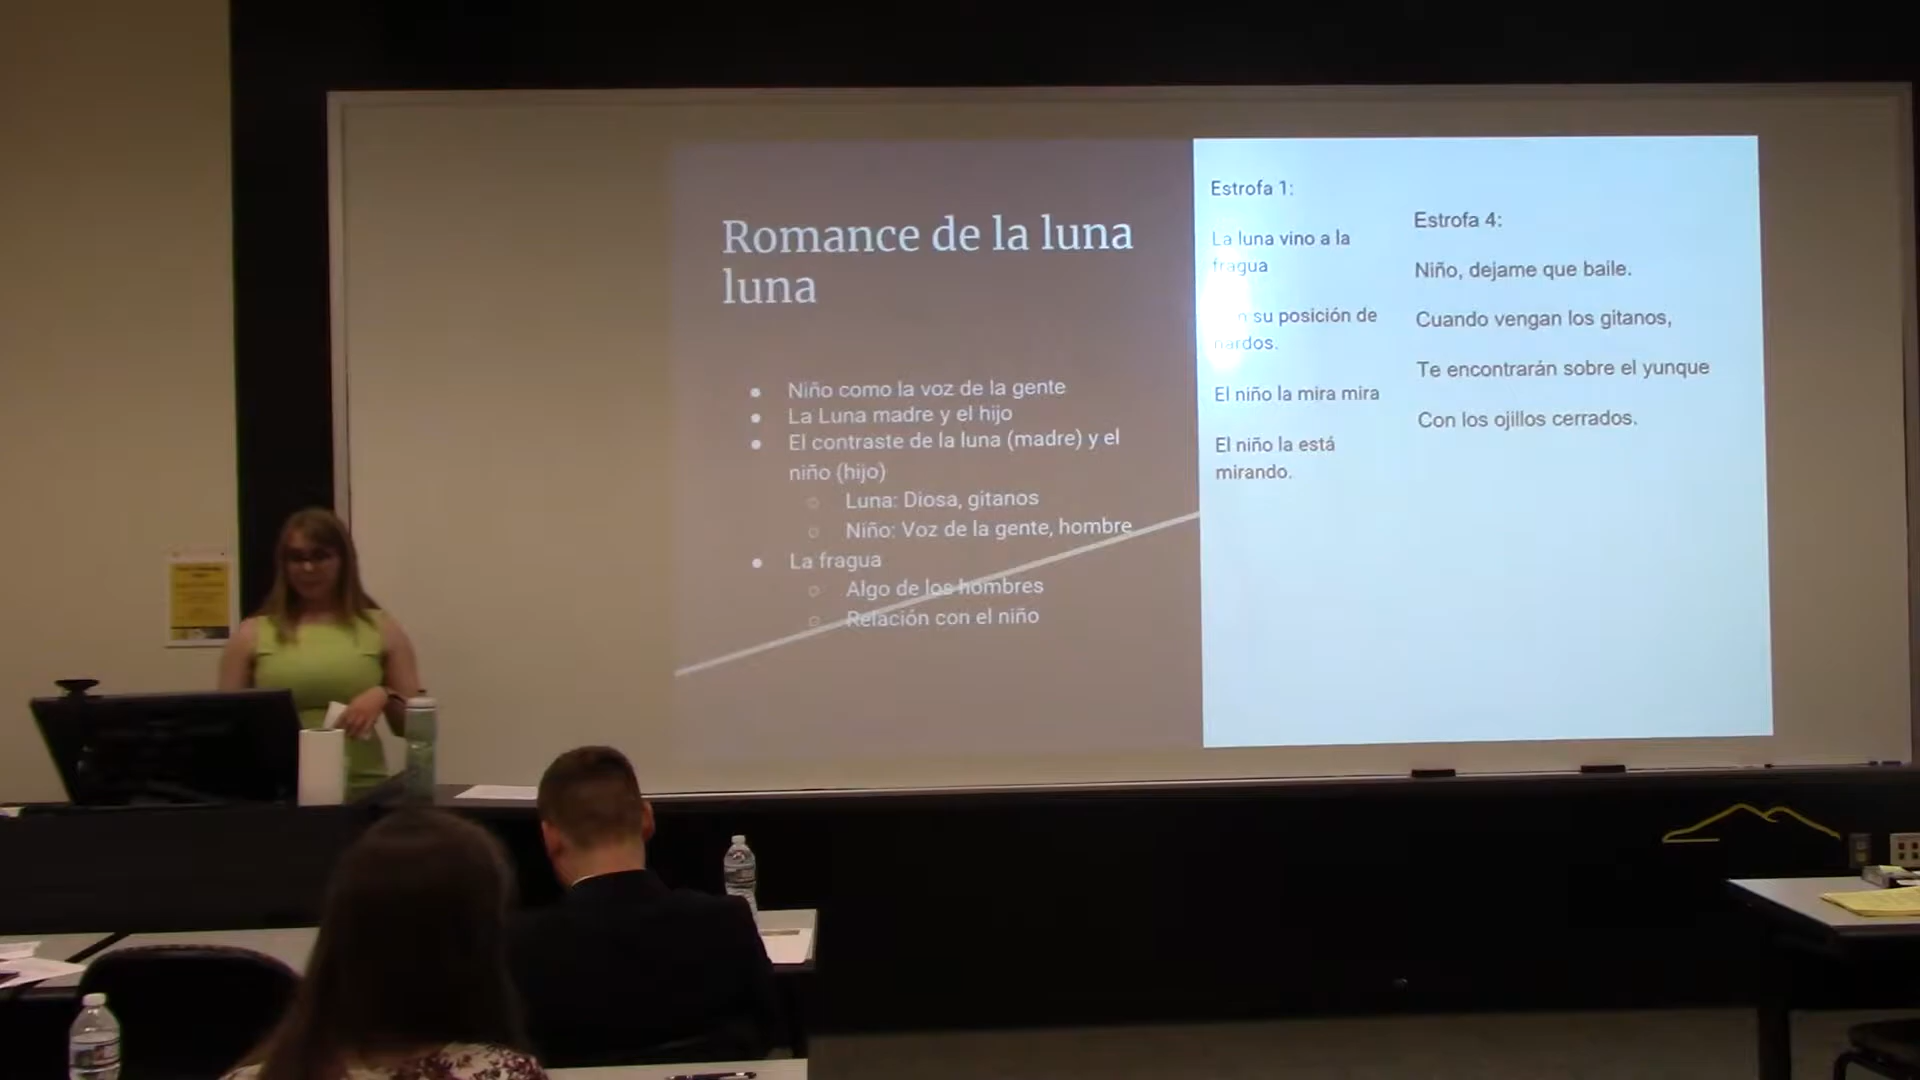 Romance de la luna
luna
Niño como la voz de la gente
La Luna madre y el hijo
El contraste de la luna (madre) y el
niño (hijo)
Luna: Diosa, gitanos
Niño: Voz de la gente, hombre
La fragua
Algo de los hombres
Relación con el niño
Estrofa 1:
La luna vino a la
fragua
su posición de
nardos.
El niño la mira mira
El niño la está
mirando.
Estrofa 4:
Niño, dejame que baile.
Cuando vengan los gitanos,
Te encontrarán sobre el yunque
Con los ojillos cerrados.